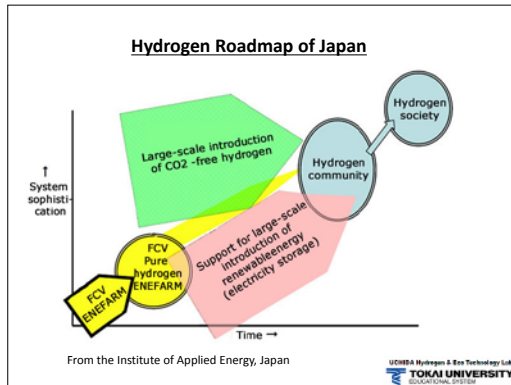 Hydrogen Roadmap of Japan
Hydrogen
society
Large-scale introduction
of CO2 -free hydrogen
Hydrogen
community
↑
System
sophisti-
cation
FCV
Pure
hydrogen
ENEFARM
Support for large-scale
introduction of
renewableenergy
(electricity storage)
FCV
ENEFARM
Time →
From the Institute of Applied Energy, Japan
UCHIDA Hydrogen & Eco Technology Lab
TOKAI UNIVERSITY
EDUCATIONAL SYSTEM